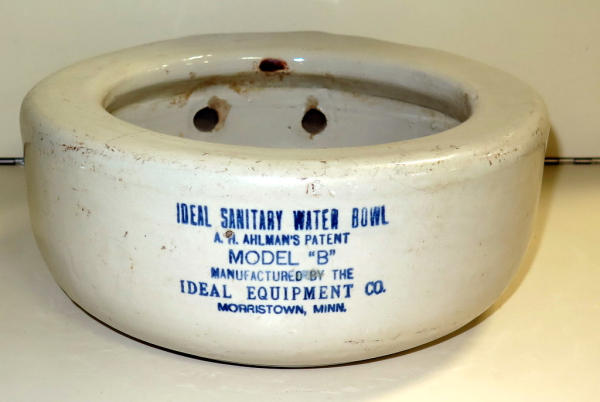 IDEAL SANITARY WATER BOWL
A. H. AHLMAN'S PATENT
MODEL "B"
MANUFACTURED BY THE
IDEAL EQUIPMENT CO.
MORRISTOWN, MINN.